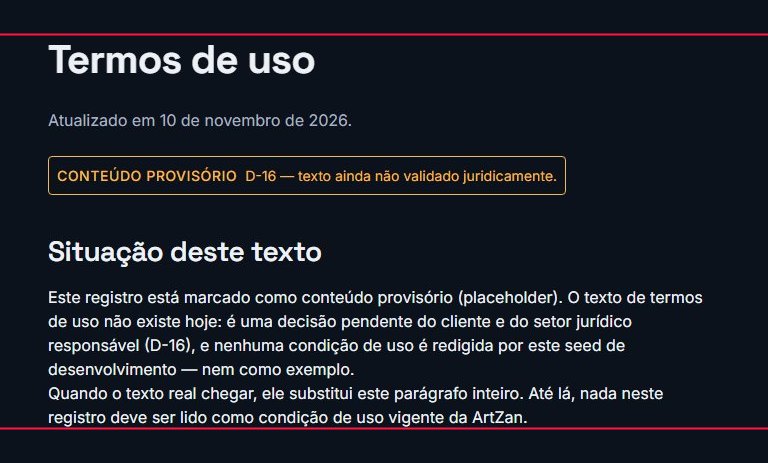 Termos de uso
Atualizado em 10 de novembro de 2026.
CONTEÚDO PROVISÓRIO D-16 — texto ainda não validado juridicamente.
Situação deste texto
Este registro está marcado como conteúdo provisório (placeholder). O texto de termos
de uso não existe hoje: é uma decisão pendente do cliente e do setor jurídico
responsável (D-16), e nenhuma condição de uso é redigida por este seed de
desenvolvimento — nem como exemplo.
Quando o texto real chegar, ele substitui este parágrafo inteiro. Até lá, nada neste
registro deve ser lido como condição de uso vigente da ArtZan.